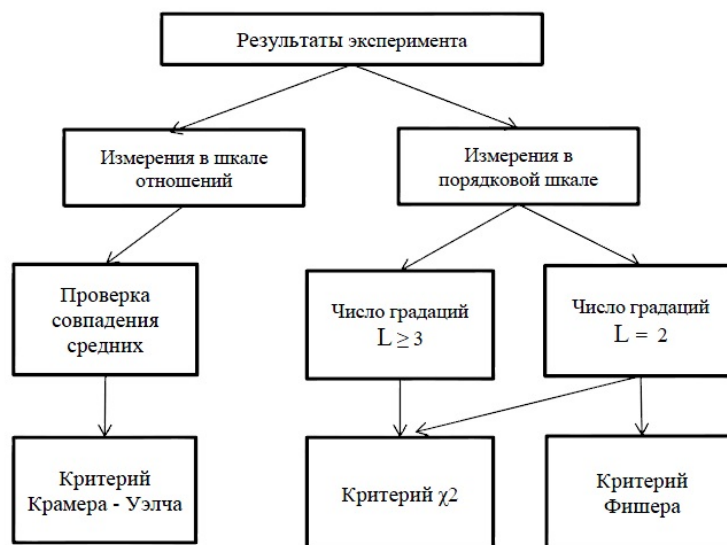 Результаты эксперимента
Измерения в шкале
отношений
Измерения в
порядковой шкале
Проверка
совпадения
средних
Число градаций
L ≥ 3
Число градаций
L = 2
Критерий
Крамера - Уэлча
Критерий χ2
Критерий
Фишера